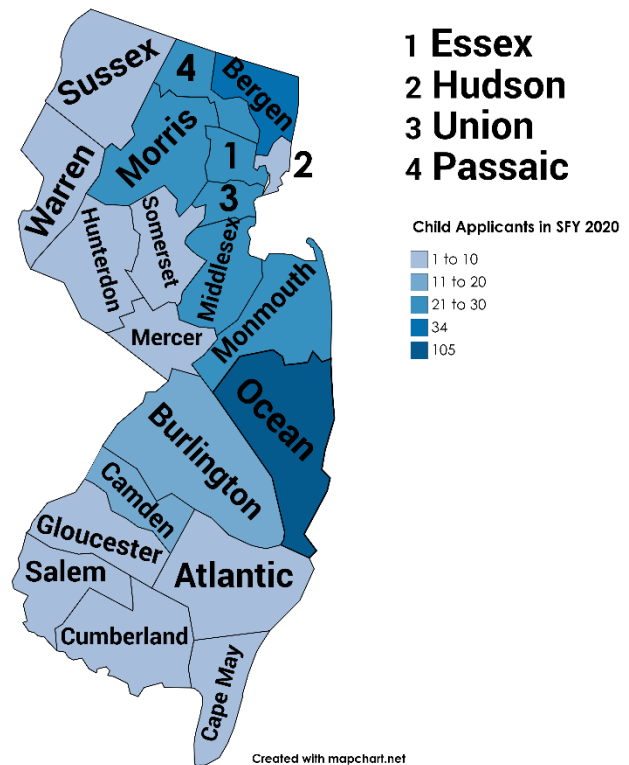 1 Essex
2 Hudson
3 Union
4 Passaic
Child Applicants in SFY 2020
1 to 10
11 to 20
21 to 30
34
105
Sussex
4
Bergen
Morris
1
2
Warren
3
Hunterdon
Somerset
Middlesex
Monmouth
Mercer
Ocean
Burlington
Camden
Gloucester
Salem
Atlantic
Cumberland
Cape May
Created with mapchart.net